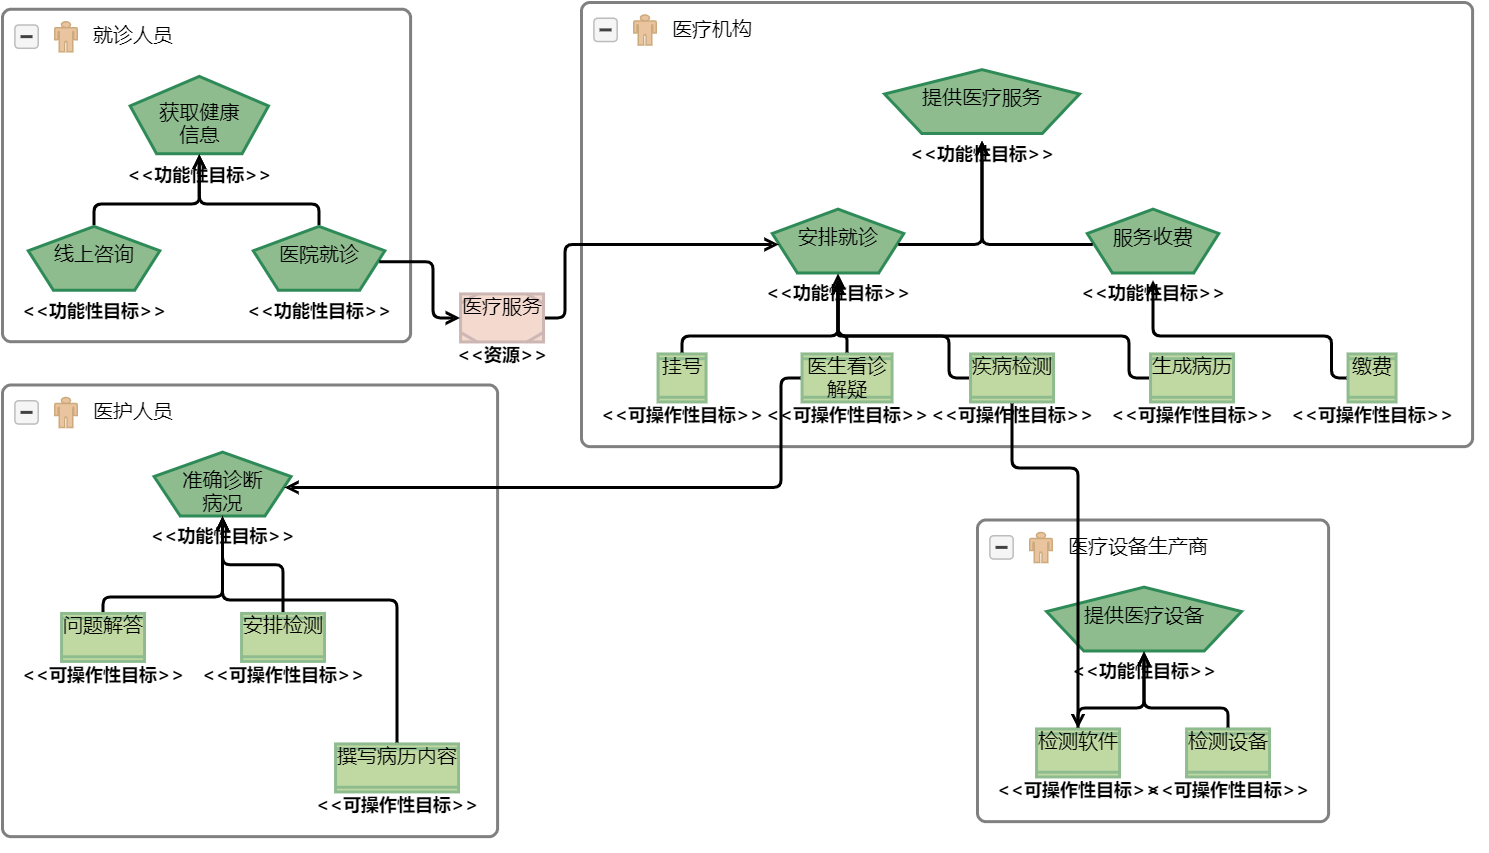 就诊人员
获取健康
信息
<<功能性目标>>
线上咨询
<<功能性目标>>
医院就诊
<<功能性目标>>
医疗服务
<<资源>>
医疗机构
提供医疗服务
<<功能性目标>>
安排就诊
<<功能性目标>>
服务收费
<<功能性目标>>
挂号
<<可操作性目标>>
医生看诊
解疑
<<可操作性目标>>
疾病检测
<<可操作性目标>>
生成病历
<<可操作性目标>>
缴费
<<可操作性目标>>
医护人员
准确诊断
病况
<<功能性目标>>
问题解答
<<可操作性目标>>
安排检测
<<可操作性目标>>
撰写病历内容
<<可操作性目标>>
医疗设备生产商
提供医疗设备
<<功能性目标>>
检测软件
<<可操作性目标>>
检测设备
<<可操作性目标>>